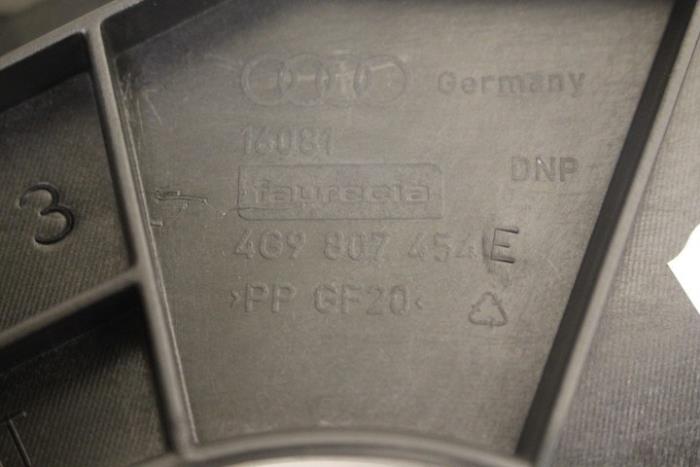 Germany
16081
DNP
faurecia
3
4G9 807 454 E
>PP GF20<